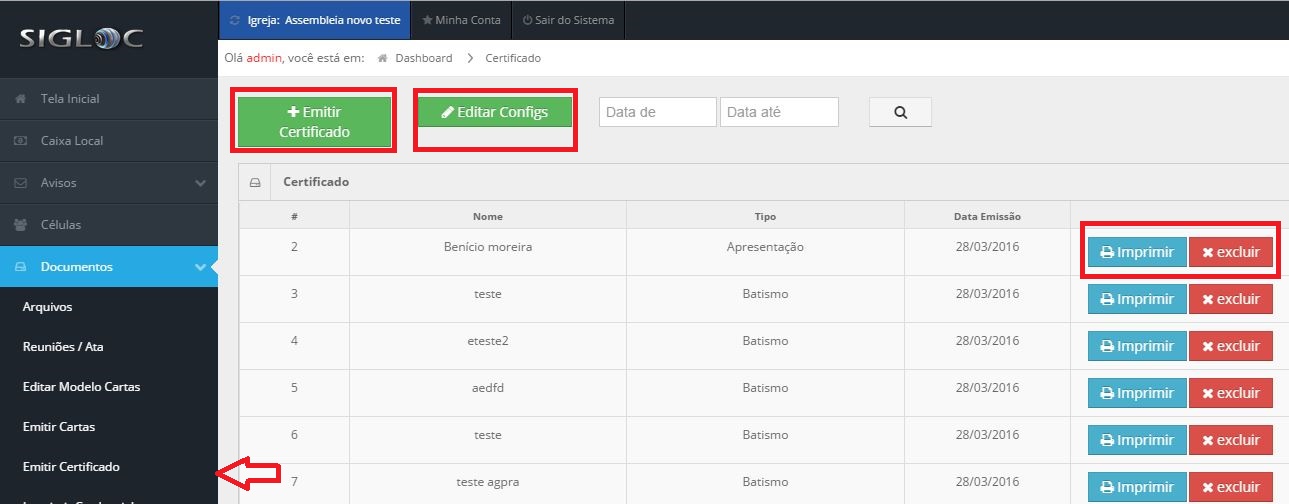 SIGLOC
Igreja: Assembleia novo teste
Minha Conta
Sair do Sistema
Olá admin, você está em: Dashboard Certificado
Tela Inicial
Caixa Local
Avisos
Células
Documentos
Arquivos
Reuniões / Ata
Editar Modelo Cartas
Emitir Cartas
Emitir Certificado
Emitir
Certificado
Editar Configs
Data de
Data até
Certificado
# Nome Tipo Data Emissão
2 Benício moreira Apresentação 28/03/2016 Imprimir excluir
3 teste Batismo 28/03/2016 Imprimir excluir
4 eteste2 Batismo 28/03/2016 Imprimir excluir
5 aedfd Batismo 28/03/2016 Imprimir excluir
6 teste Batismo 28/03/2016 Imprimir excluir
7 teste agpra Batismo 28/03/2016 Imprimir excluir